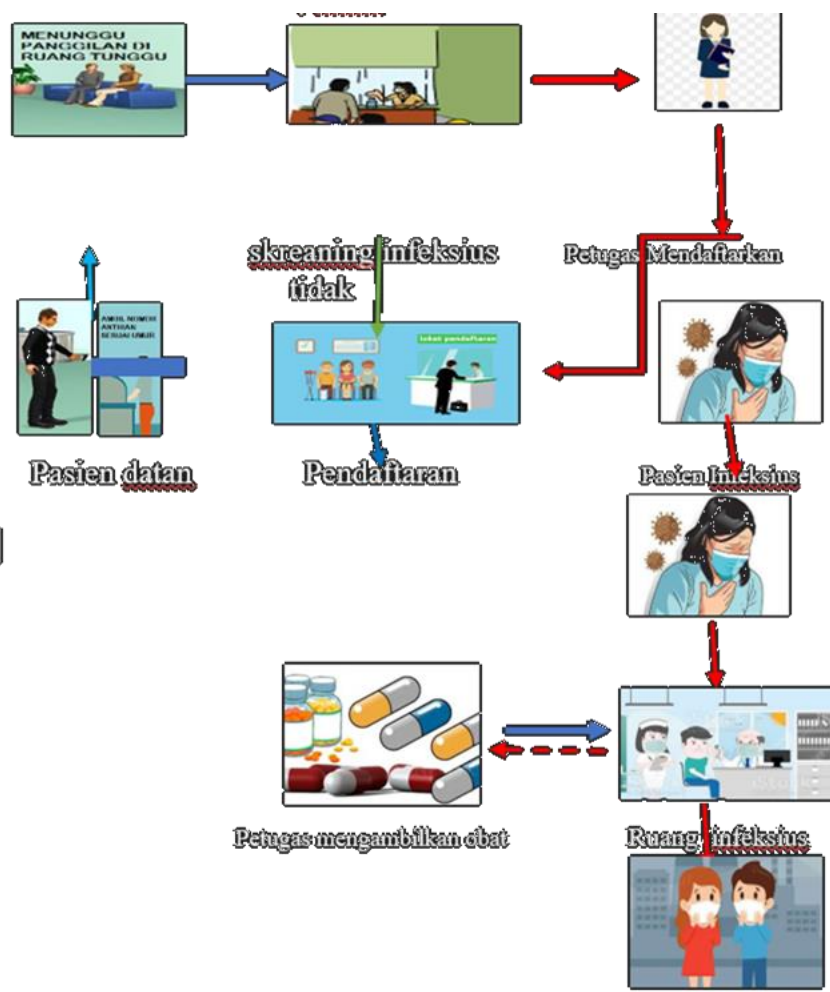 MENUNGGU
PANGGILAN DI
RUANG TUNGGU
skreaning infeksius
tidak
Petugas Mendaftarkan
AMBIL NOMER
ANTRIAN
SESUAI UMUR
loket pendaftaran
Pasien datan
Pendaftaran
Pasien Infeksius
Petugas mengambilkan obat
Ruang infeksius